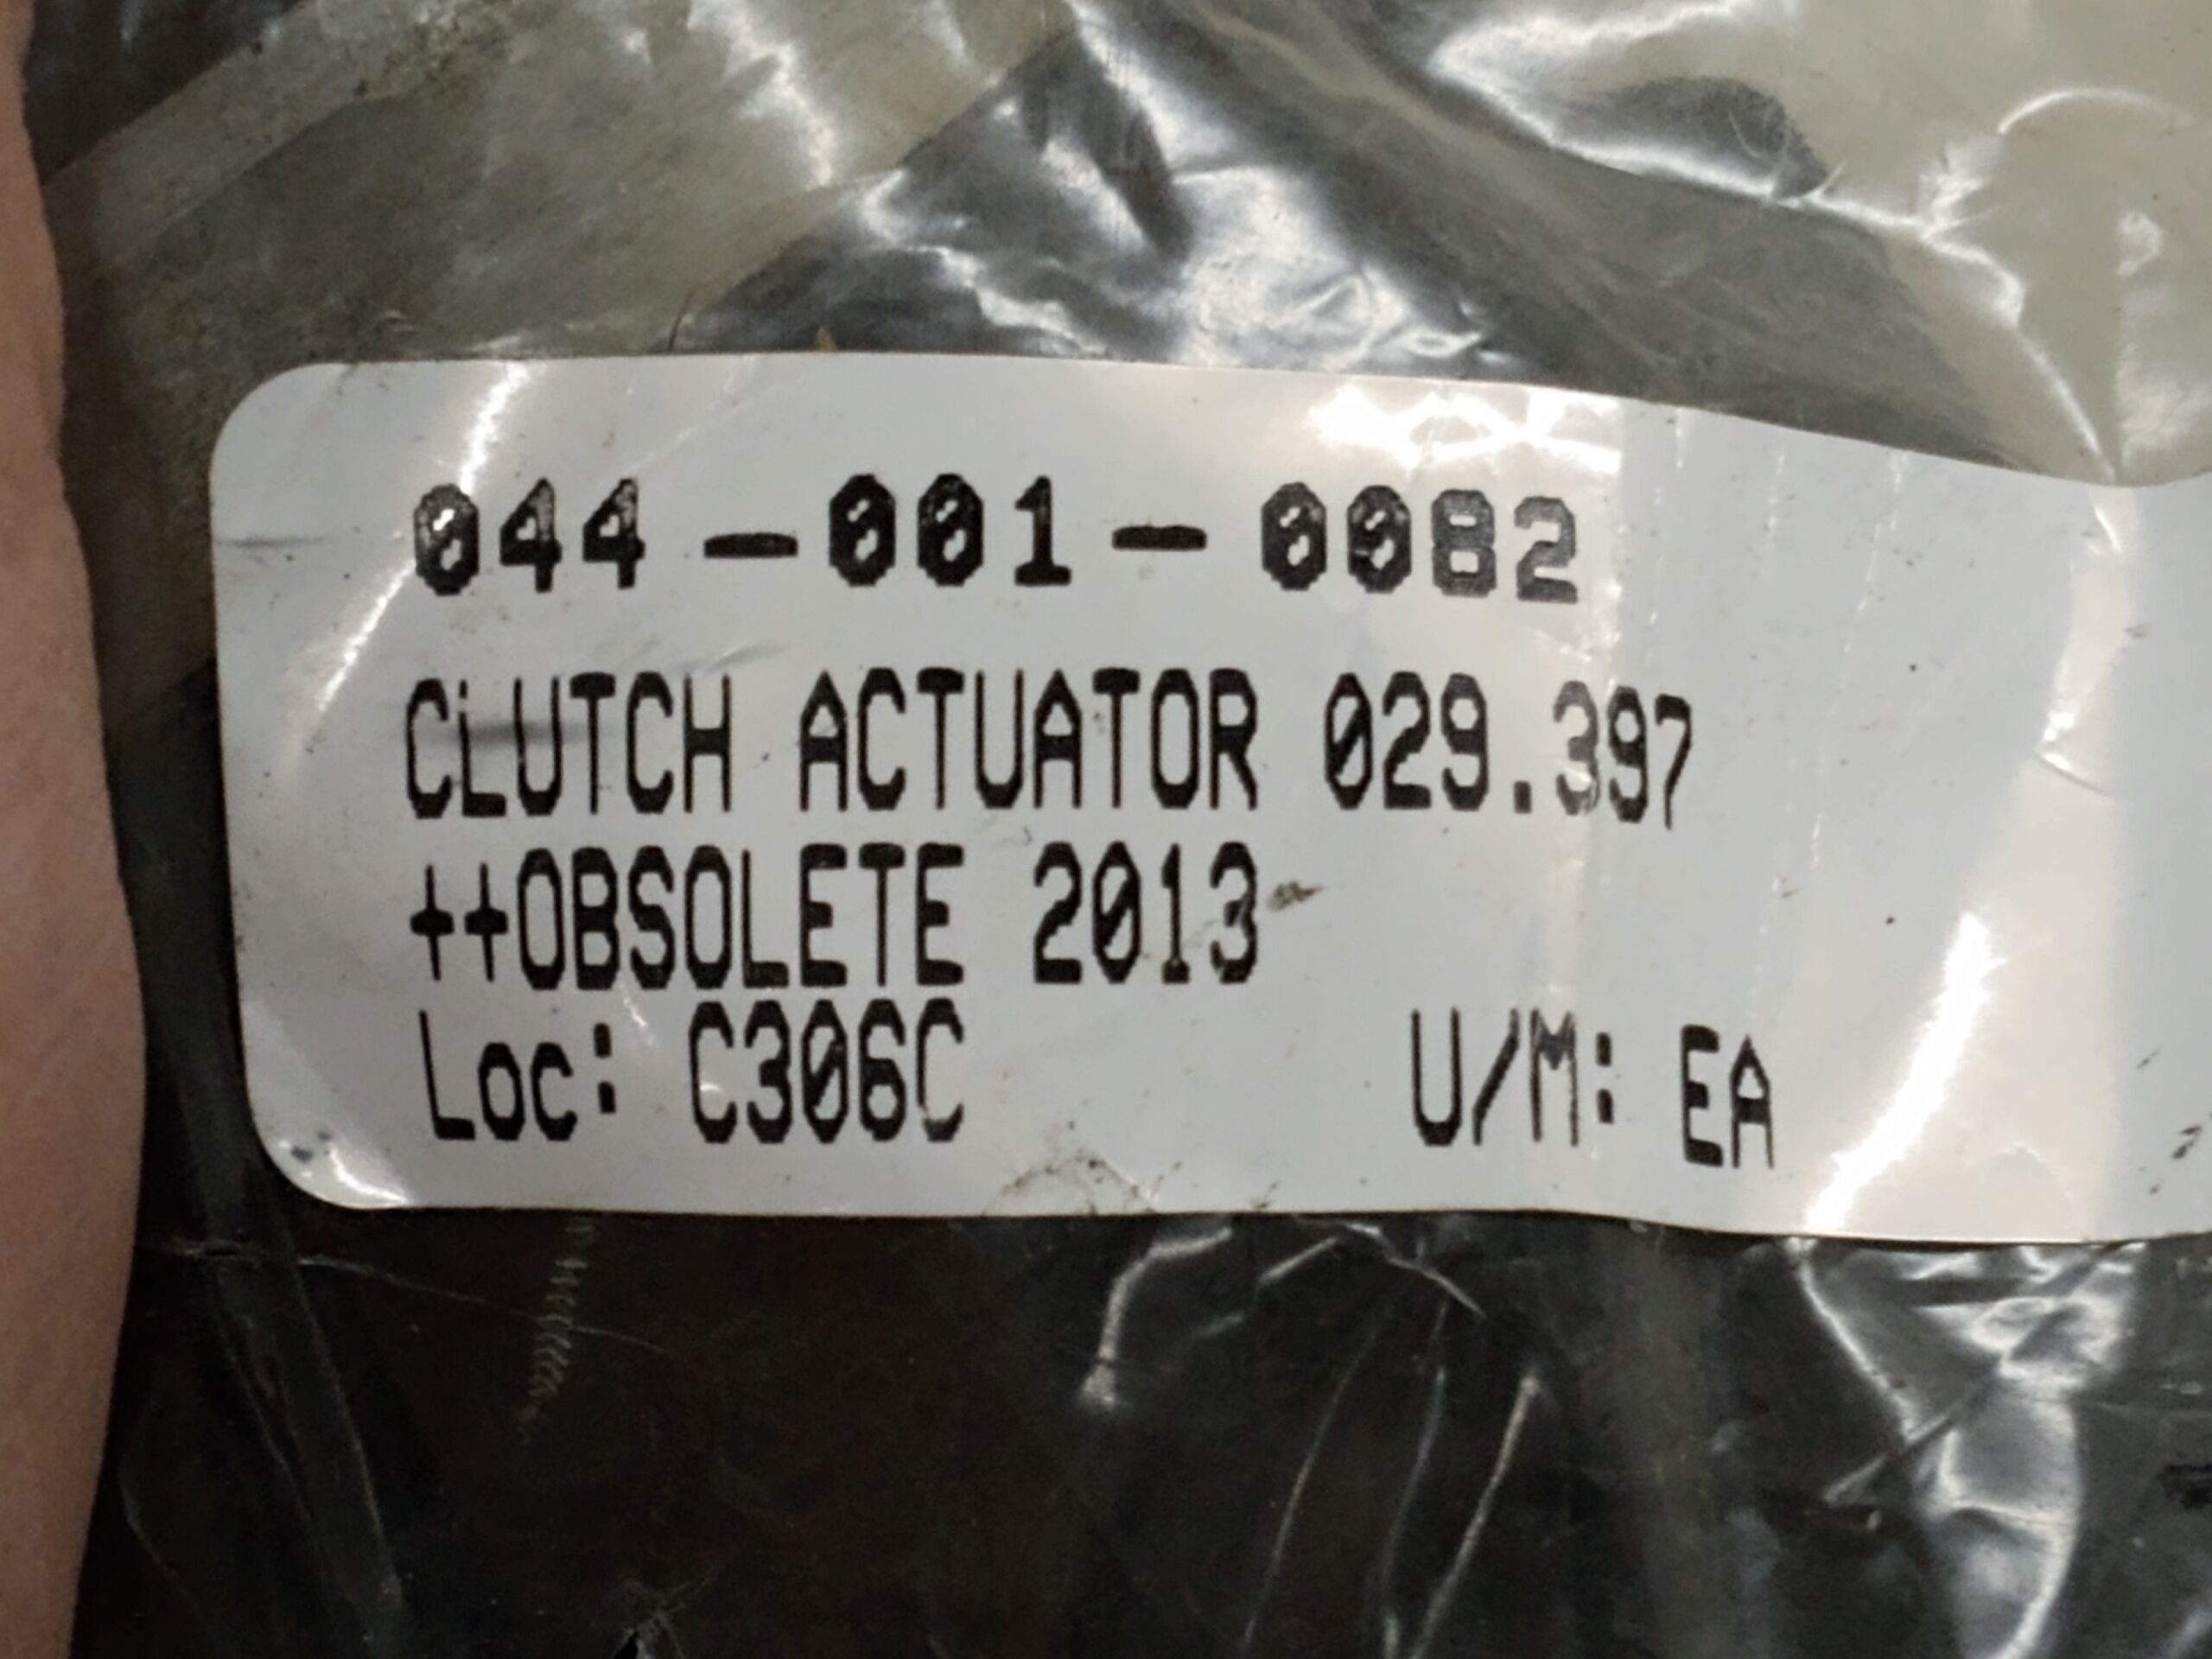 044-001-0082
CLUTCH ACTUATOR 029.397
++OBSOLETE 2013
Loc: C306C U/M: EA